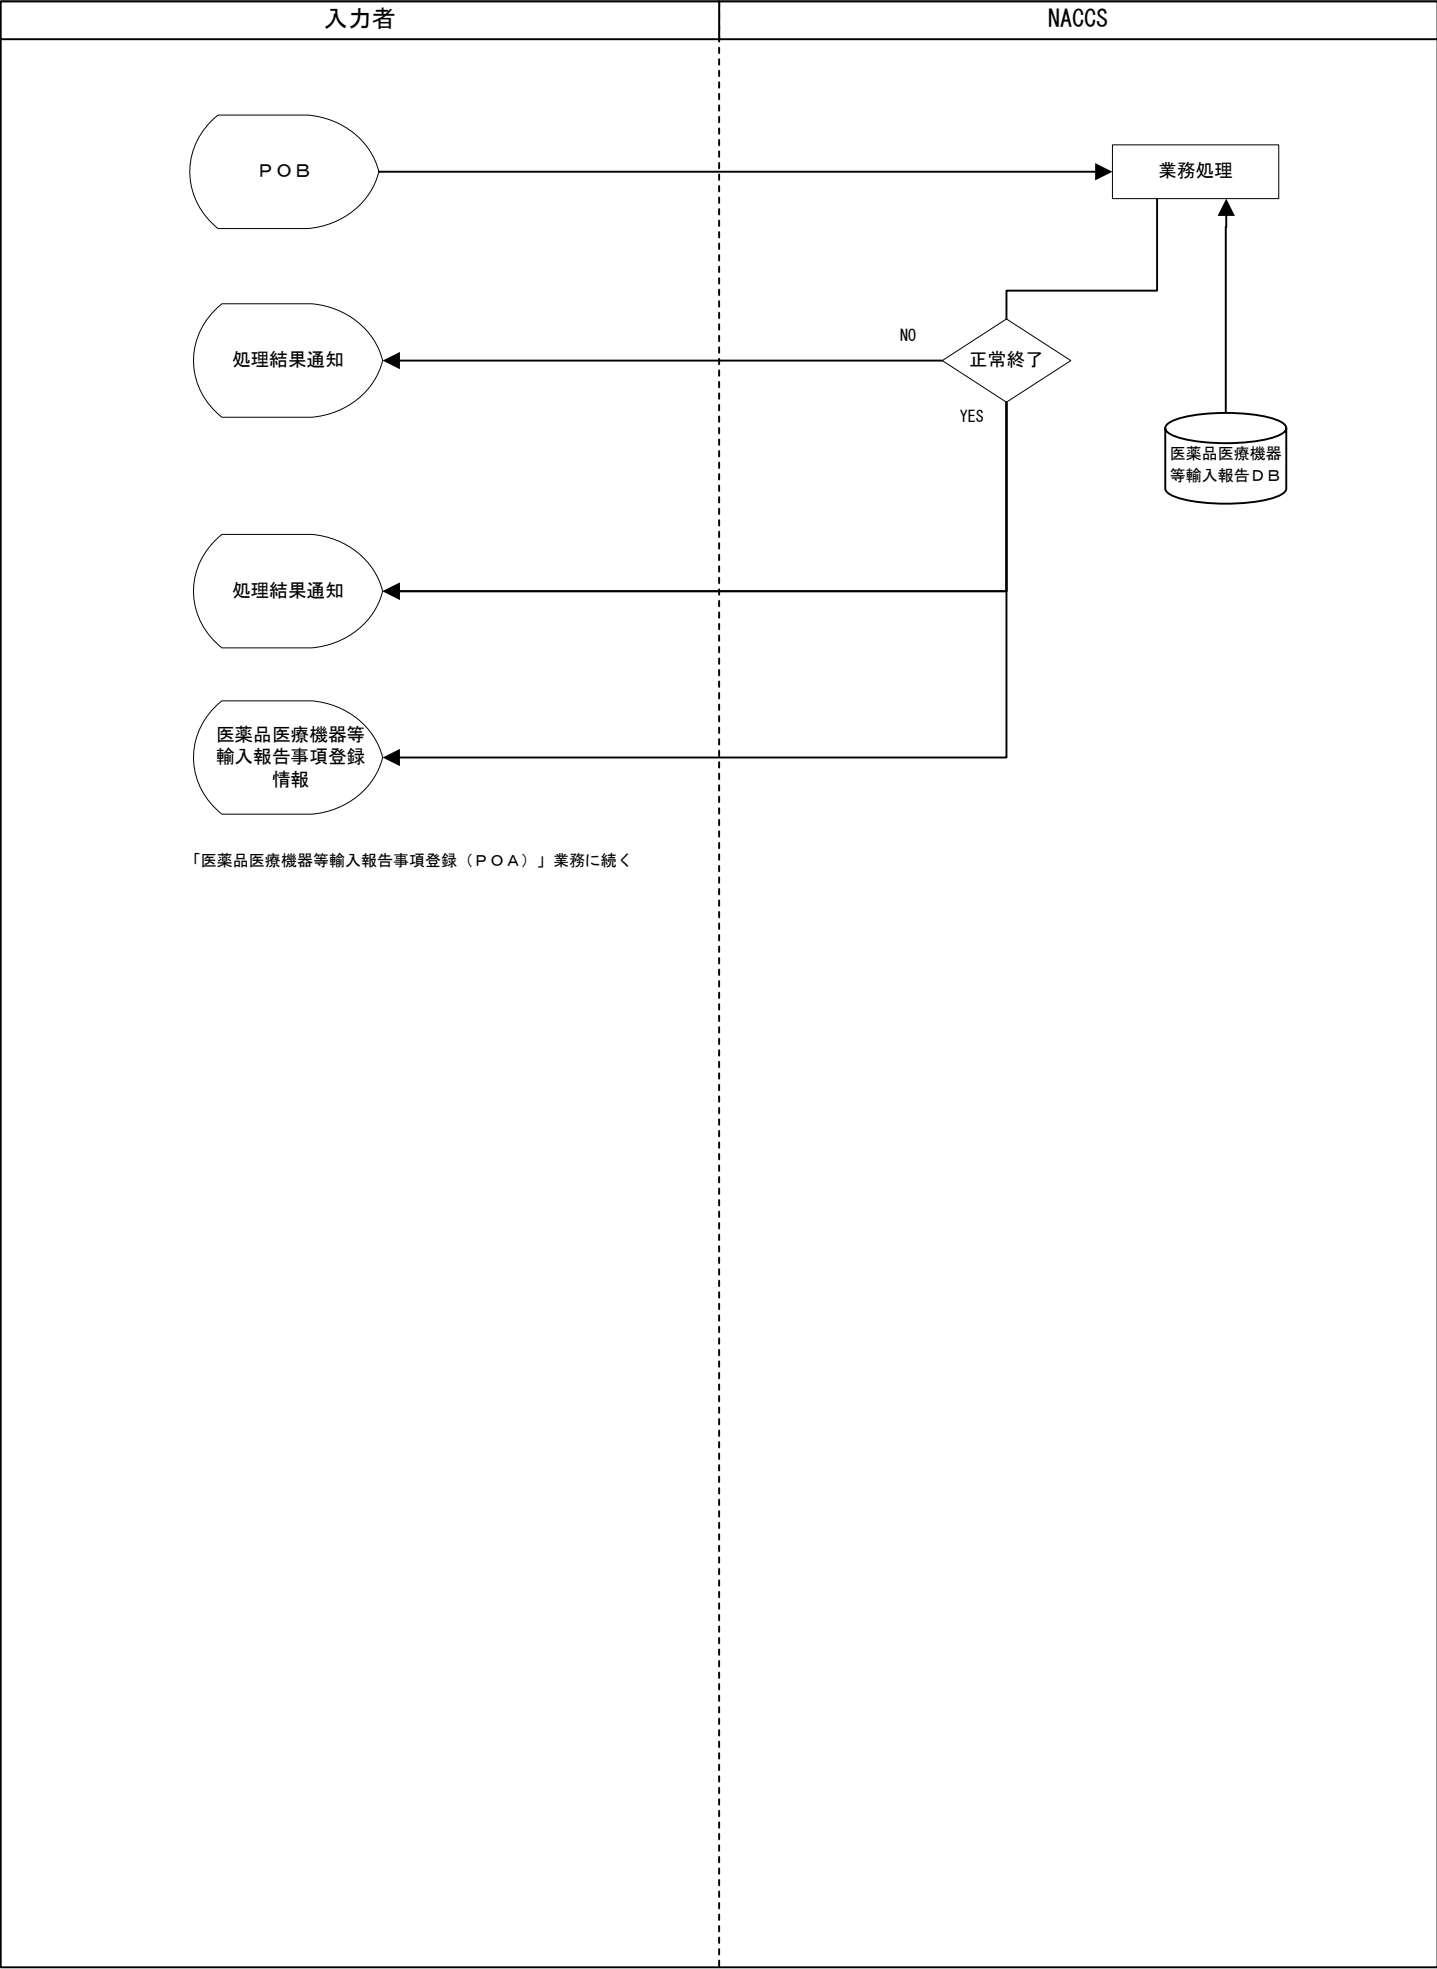 入力者
NACCS
ＰＯＢ
業務処理
NO
処理結果通知
正常終了
YES
医薬品医療機器
等輸入報告ＤＢ
処理結果通知
医薬品医療機器等
輸入報告事項登録
情報
「医薬品医療機器等輸入報告事項登録（ＰＯＡ）」業務に続く